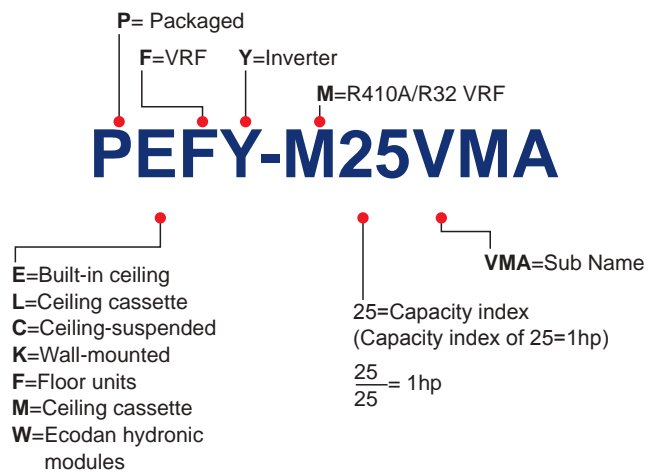 P= Packaged
F=VRF Y=Inverter
M=R410A/R32 VRF
PEFY-M25VMA
E=Built-in ceiling
L=Ceiling cassette
C=Ceiling-suspended
K=Wall-mounted
F=Floor units
M=Ceiling cassette
W=Ecodan hydronic
modules
25=Capacity index
(Capacity index of 25=1hp)
25
25
= 1hp
VMA=Sub Name